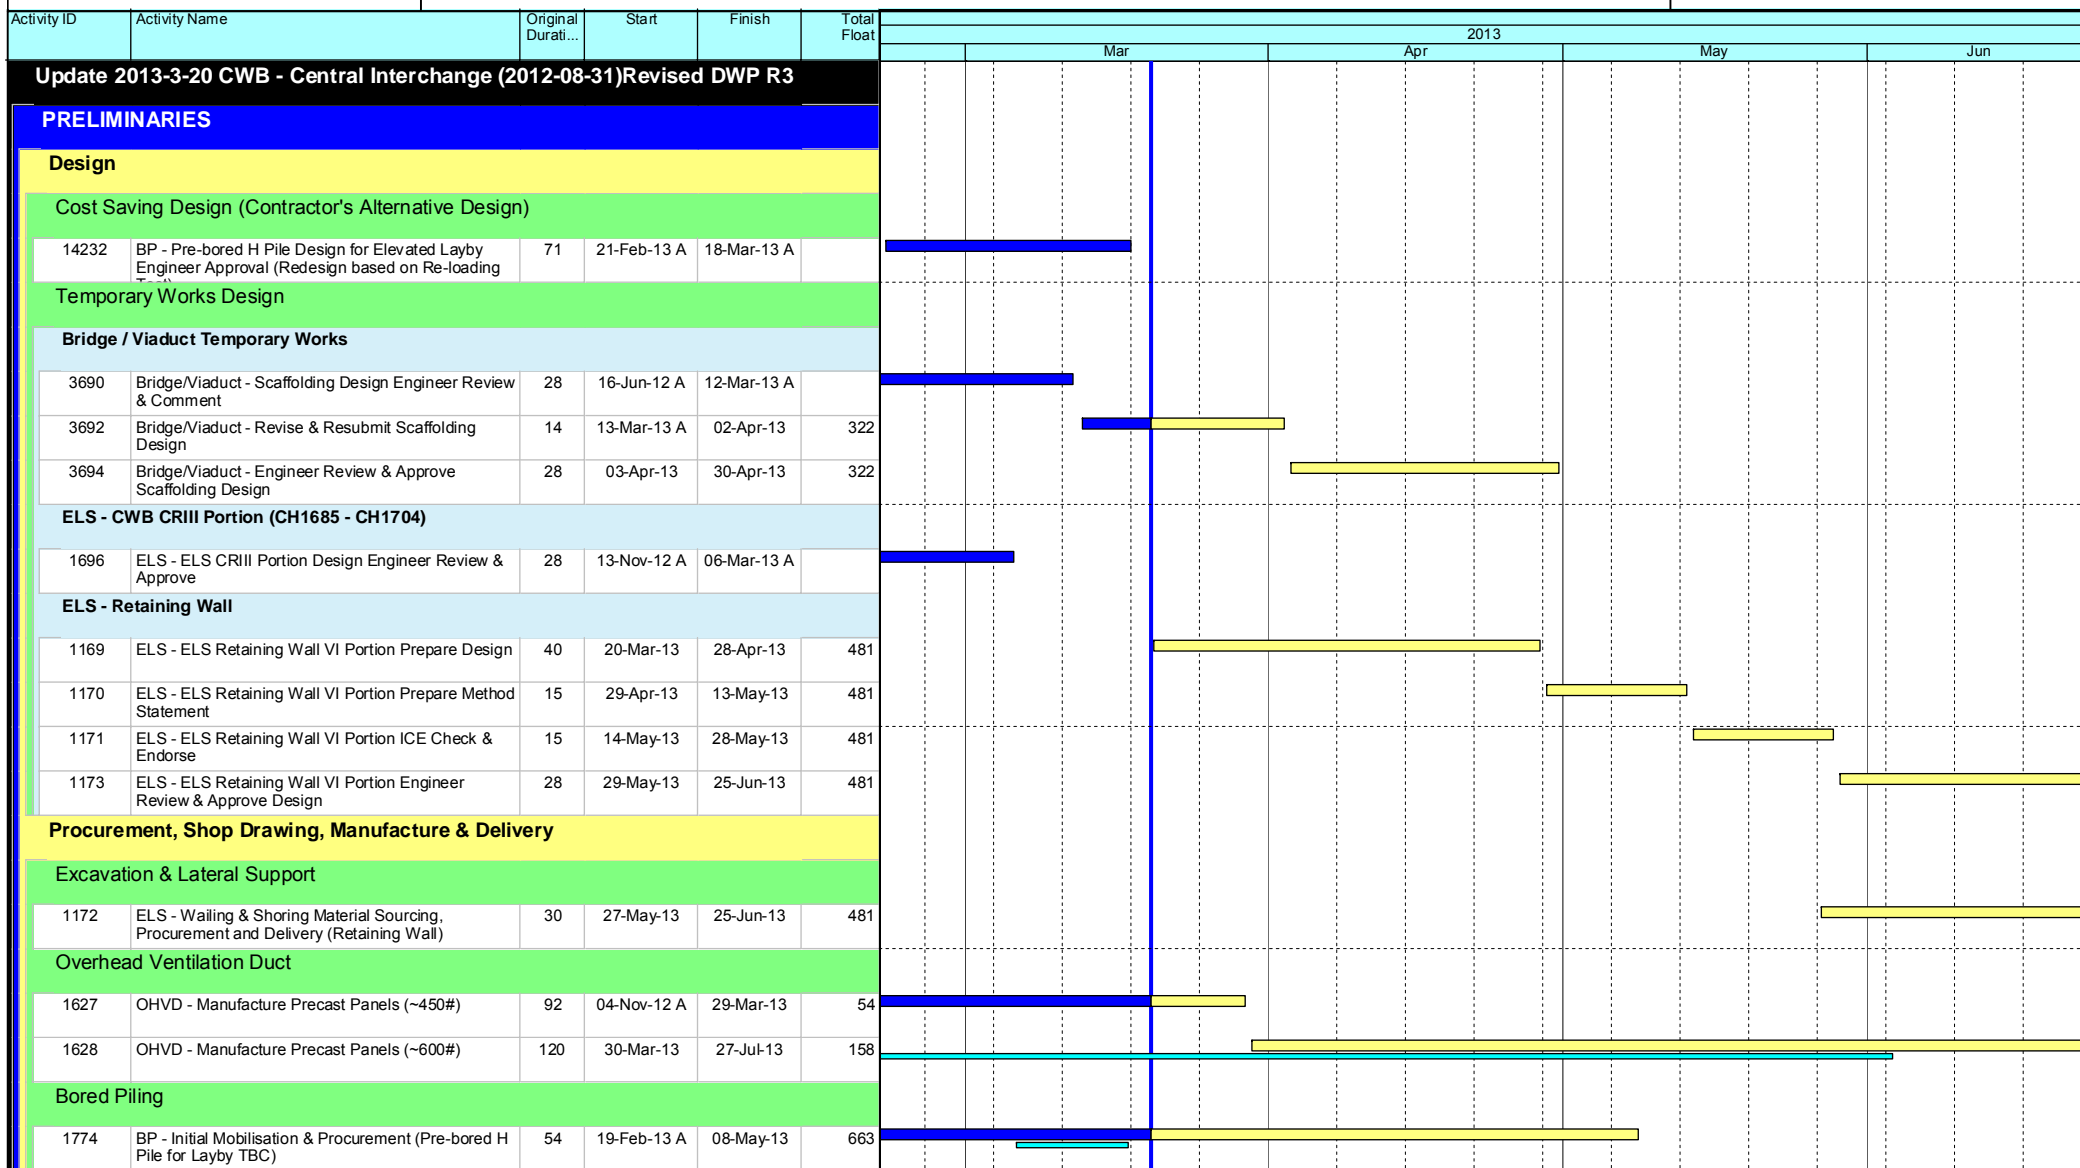 Activity ID Activity Name Original Start Finish Total
Durati... Float
2013
Mar Apr May Jun
Update 2013-3-20 CWB - Central Interchange (2012-08-31)Revised DWP R3
PRELIMINARIES
Design
Cost Saving Design (Contractor's Alternative Design)
14232 BP - Pre-bored H Pile Design for Elevated Layby 71 21-Feb-13 A 18-Mar-13 A
Engineer Approval (Redesign based on Re-loading
Temporary Works Design
Bridge / Viaduct Temporary Works
3690 Bridge/Viaduct - Scaffolding Design Engineer Review 28 16-Jun-12 A 12-Mar-13 A
& Comment
3692 Bridge/Viaduct - Revise & Resubmit Scaffolding 14 13-Mar-13 A 02-Apr-13 322
Design
3694 Bridge/Viaduct - Engineer Review & Approve 28 03-Apr-13 30-Apr-13 322
Scaffolding Design
ELS - CWB CRIII Portion (CH1685 - CH1704)
1696 ELS - ELS CRIII Portion Design Engineer Review & 28 13-Nov-12 A 06-Mar-13 A
Approve
ELS - Retaining Wall
1169 ELS - ELS Retaining Wall VI Portion Prepare Design 40 20-Mar-13 28-Apr-13 481
1170 ELS - ELS Retaining Wall VI Portion Prepare Method 15 29-Apr-13 13-May-13 481
Statement
1171 ELS - ELS Retaining Wall VI Portion ICE Check & 15 14-May-13 28-May-13 481
Endorse
1173 ELS - ELS Retaining Wall VI Portion Engineer 28 29-May-13 25-Jun-13 481
Review & Approve Design
Procurement, Shop Drawing, Manufacture & Delivery
Excavation & Lateral Support
1172 ELS - Wailing & Shoring Material Sourcing, 30 27-May-13 25-Jun-13 481
Procurement and Delivery (Retaining Wall)
Overhead Ventilation Duct
1627 OHVD - Manufacture Precast Panels (~450#) 92 04-Nov-12 A 29-Mar-13 54
1628 OHVD - Manufacture Precast Panels (~600#) 120 30-Mar-13 27-Jul-13 158
Bored Piling
1774 BP - Initial Mobilisation & Procurement (Pre-bored H 54 19-Feb-13 A 08-May-13 663
Pile for Layby TBC)